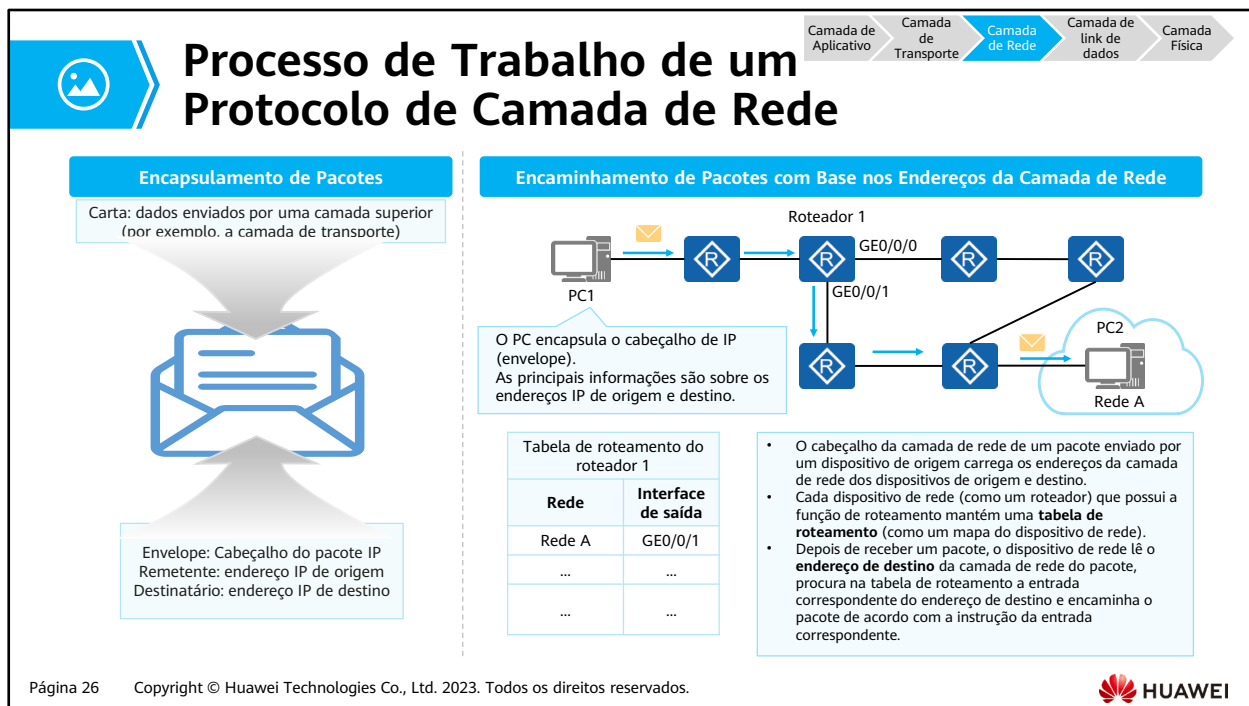 Camada de
Aplicativo
Camada
de
Transporte
Camada
de Rede
Camada de
link de
dados
Camada
Física
Processo de Trabalho de um
Protocolo de Camada de Rede
Encapsulamento de Pacotes
Carta: dados enviados por uma camada superior
(por exemplo, a camada de transporte)
Envelope: Cabeçalho do pacote IP
Remetente: endereço IP de origem
Destinatário: endereço IP de destino
Encaminhamento de Pacotes com Base nos Endereços da Camada de Rede
Roteador 1
GE0/0/0
GE0/0/1
R
R
R
R
R
R
PC1
PC2
Rede A
O PC encapsula o cabeçalho de IP
(envelope).
As principais informações são sobre os
endereços IP de origem e destino.
Tabela de roteamento do
roteador 1
Rede
Interface
de saída
Rede A
GE0/0/1
...
...
...
...
• O cabeçalho da camada de rede de um pacote enviado por
um dispositivo de origem carrega os endereços da camada
de rede dos dispositivos de origem e destino.
• Cada dispositivo de rede (como um roteador) que possui a
função de roteamento mantém uma tabela de
roteamento (como um mapa do dispositivo de rede).
• Depois de receber um pacote, o dispositivo de rede lê o
endereço de destino da camada de rede do pacote,
procura na tabela de roteamento a entrada
correspondente do endereço de destino e encaminha o
pacote de acordo com a instrução da entrada
correspondente.
Página 26
Copyright © Huawei Technologies Co., Ltd. 2023. Todos os direitos reservados.
HUAWEI